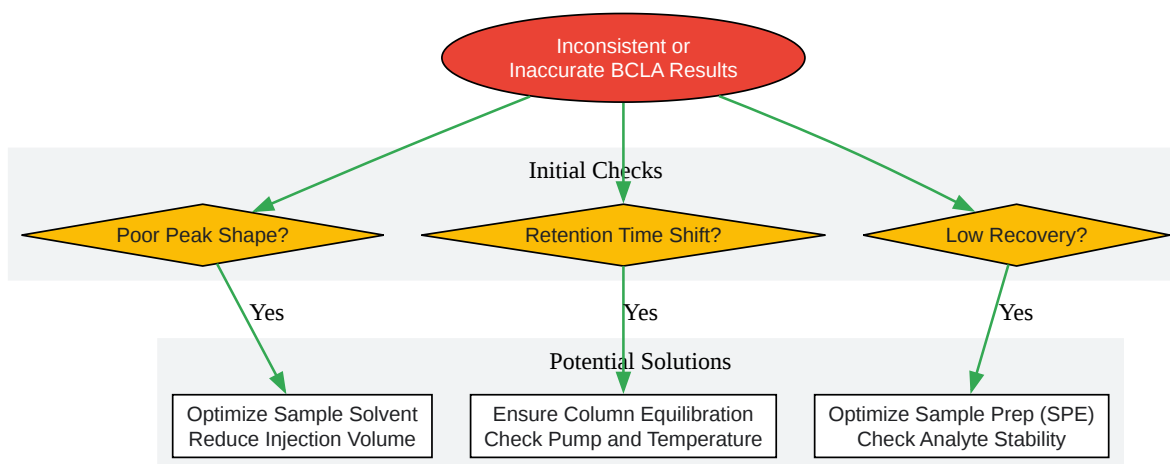 Inconsistent or
Inaccurate BCLA Results
Initial Checks
Poor Peak Shape?
Retention Time Shift?
Low Recovery?
Yes
Yes
Yes
Potential Solutions
Optimize Sample Solvent
Reduce Injection Volume
Ensure Column Equilibration
Check Pump and Temperature
Optimize Sample Prep (SPE)
Check Analyte Stability